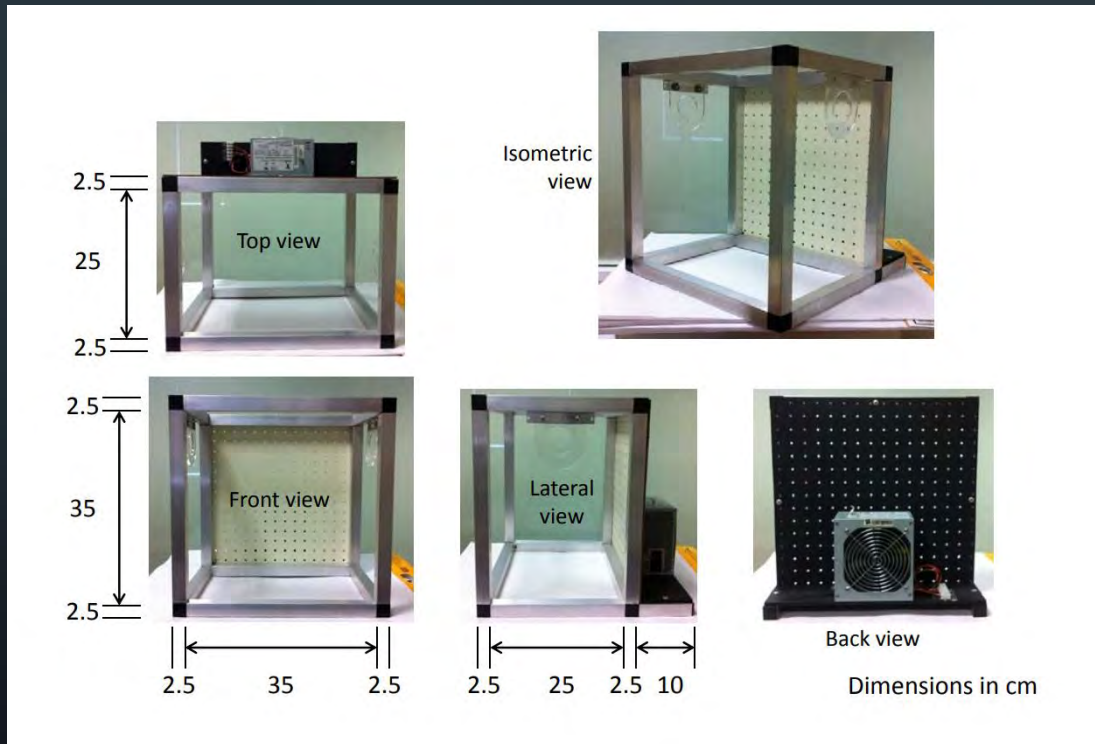 Isometric
view
2.5
25
2.5
Top view
2.5
35
2.5
Front view
2.5 35 2.5
Lateral
view
2.5 25 2.5 10
Back view
Dimensions in cm